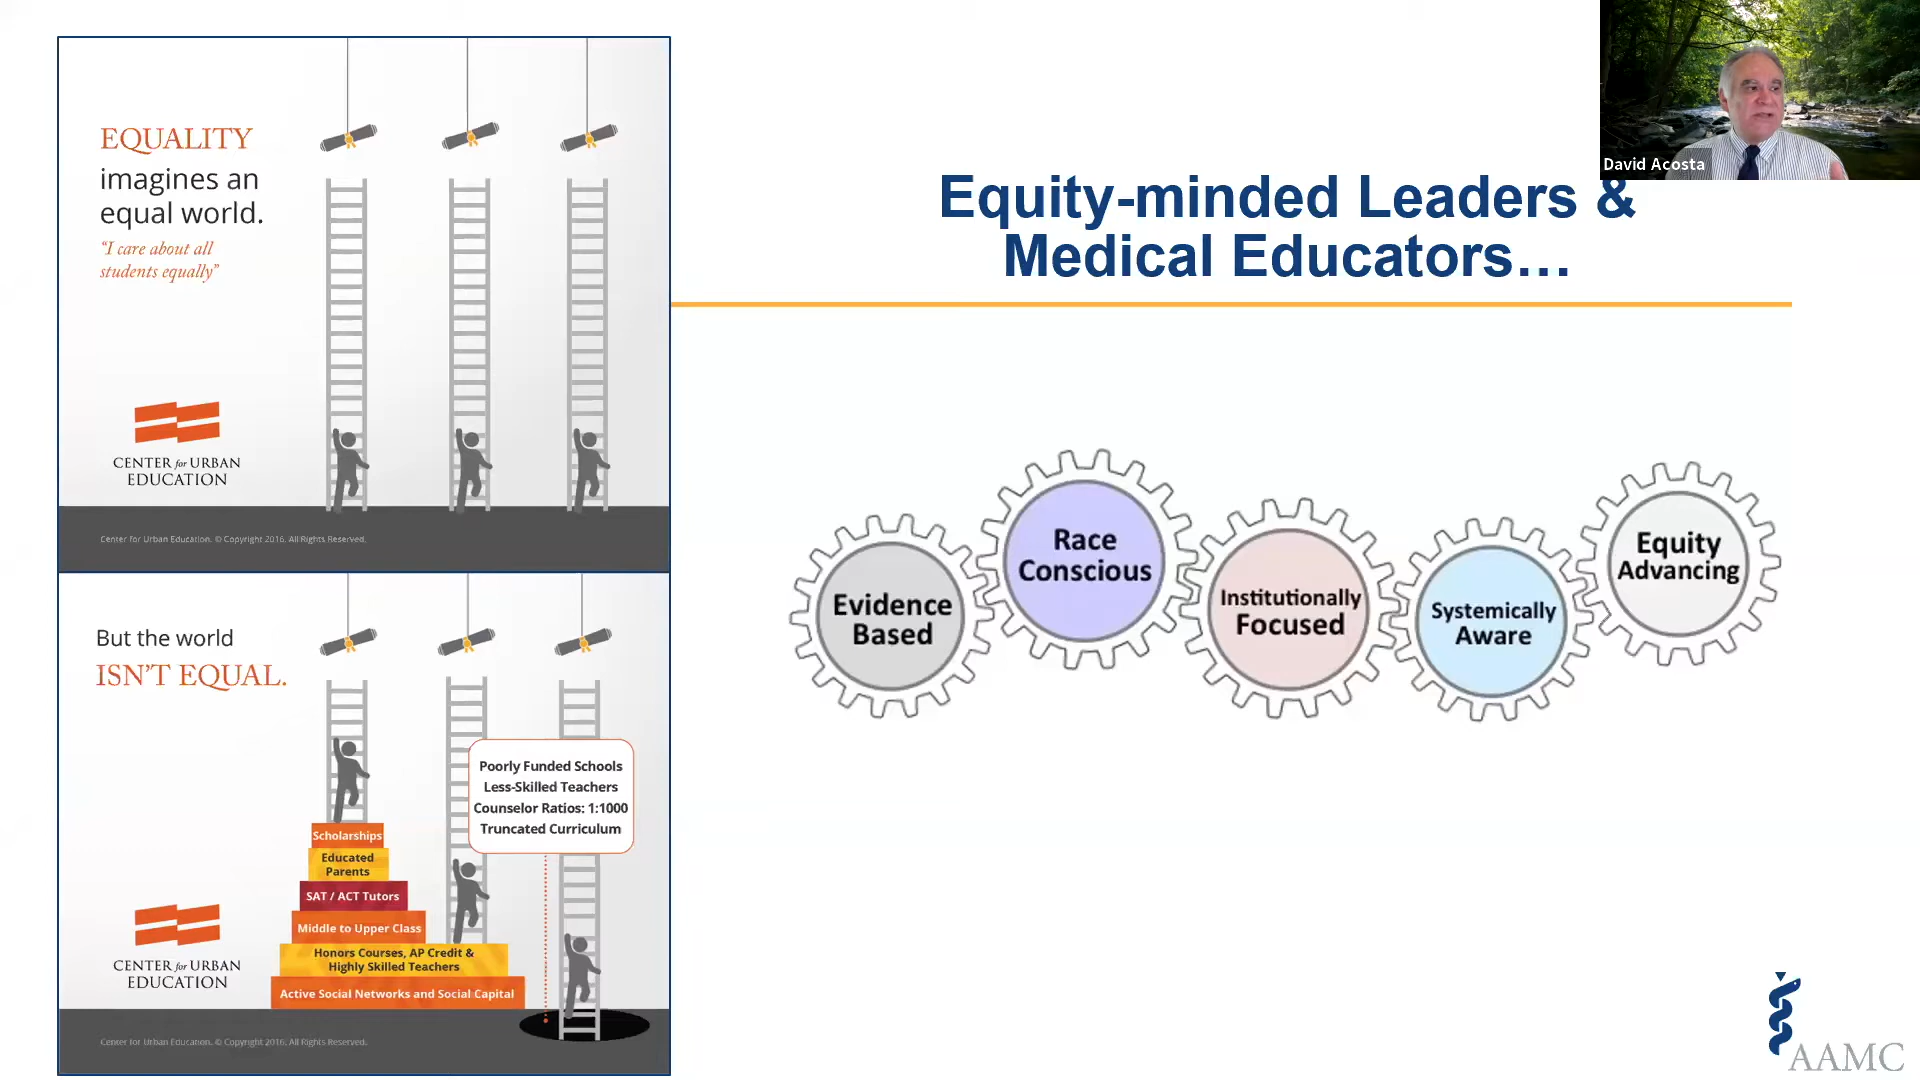 EQUALITY
imagines an
equal world.
“I care about all
students equally”
CENTER for URBAN
EDUCATION
Center for Urban Education. © Copyright 2016. All Rights Reserved.
But the world
ISN’T EQUAL.
Poorly Funded Schools
Less-Skilled Teachers
Counselor Ratios: 1:1000
Truncated Curriculum
Scholarships
Educated
Parents
SAT / ACT Tutors
Middle to Upper Class
Honors Courses, AP Credit &
Highly Skilled Teachers
Active Social Networks and Social Capital
CENTER for URBAN
EDUCATION
Center for Urban Education. © Copyright 2016. All Rights Reserved.
David Acosta
Equity-minded Leaders &
Medical Educators…
Evidence
Based
Race
Conscious
Institutionally
Focused
Systemically
Aware
Equity
Advancing
AAMC